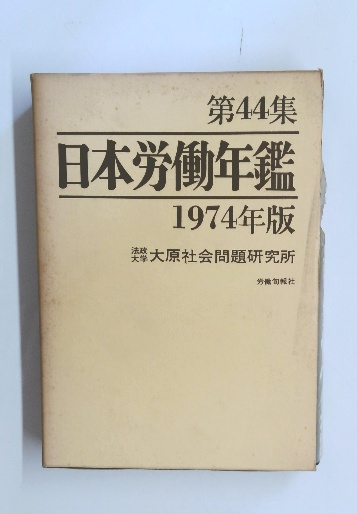 第44集
日本労働年鑑
1974年版
法政大学 大原社会問題研究所
労働旬報社